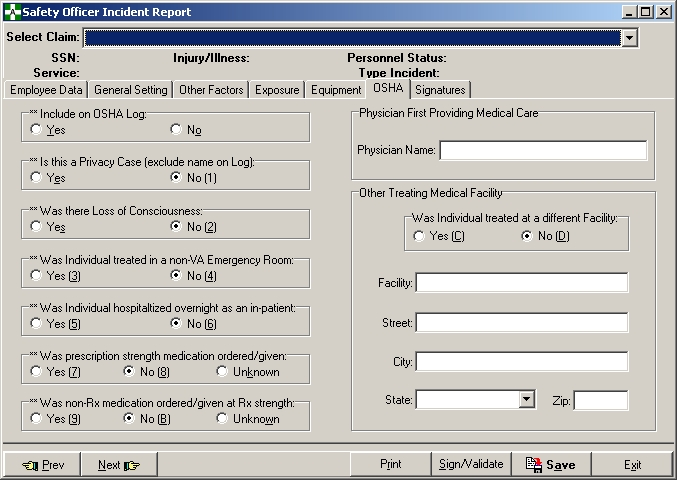 Safety Officer Incident Report
Select Claim:
SSN: Injury/Illness: Personnel Status:
Service: Type Incident:
Employee Data General Setting Other Factors Exposure Equipment OSHA Signatures
** Include on OSHA Log:
Yes No
** Is this a Privacy Case (exclude name on Log):
Yes No (1)
** Was there Loss of Consciousness:
Yes No (2)
** Was Individual treated in a non-VA Emergency Room:
Yes (3) No (4)
** Was Individual hospitaltized overnight as an in-patient:
Yes (5) No (6)
** Was prescription strength medication ordered/given:
Yes (7) No (8) Unknown
** Was non-Rx medication ordered/given at Rx strength:
Yes (9) No (B) Unknown
Physician First Providing Medical Care
Physician Name:
Other Treating Medical Facility
Was Individual treated at a different Facility:
Yes (C) No (D)
Facility:
Street:
City:
State: Zip:
Prev Next Print Sign/Validate Save Exit